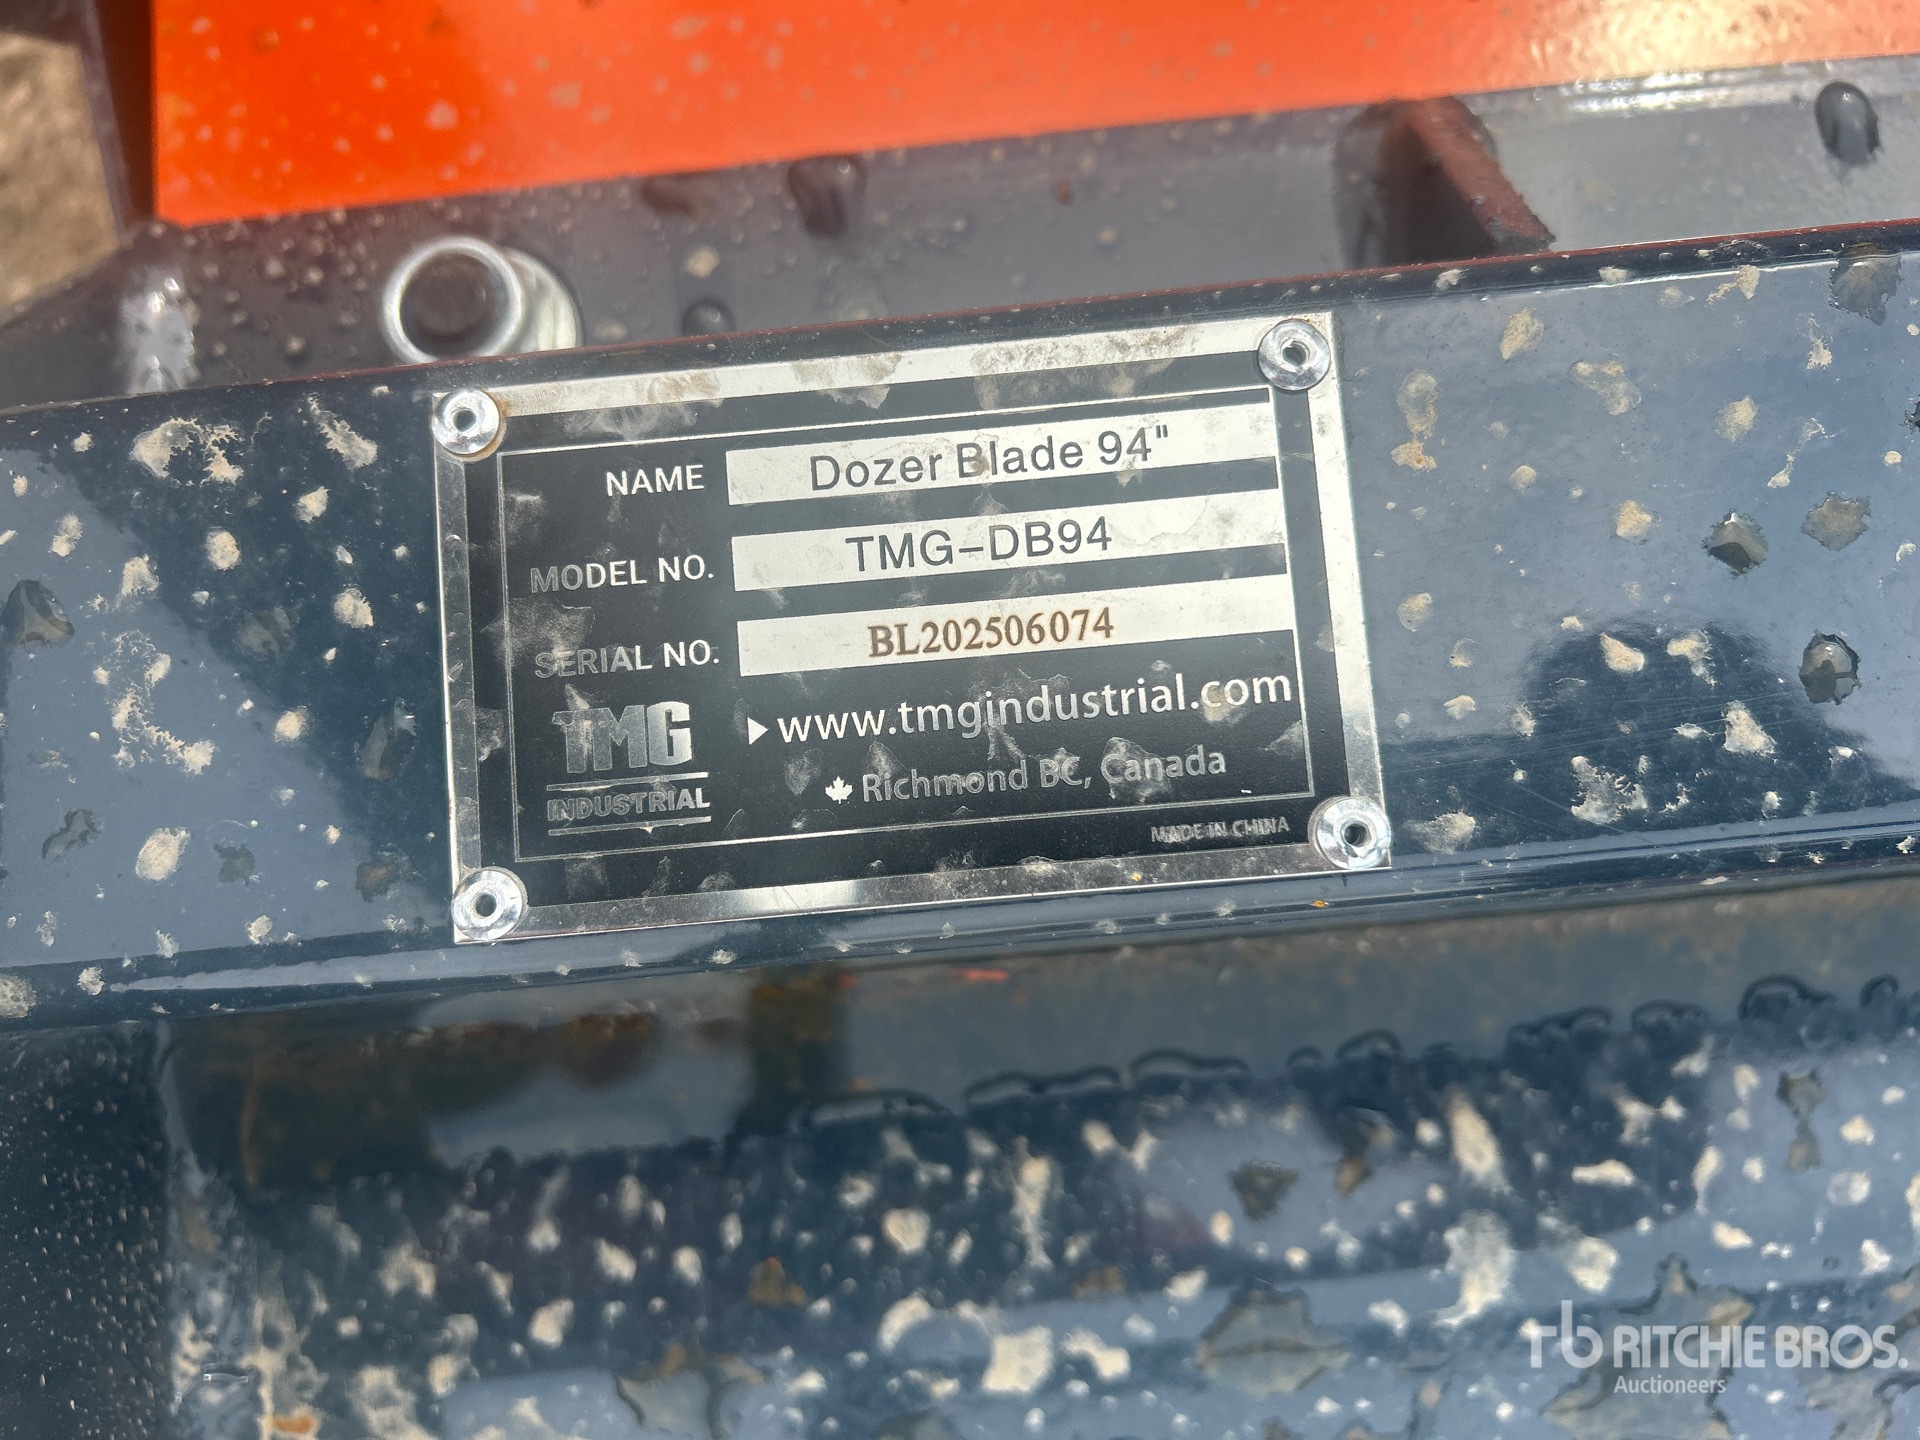 NAME Dozer Blade 94"
MODEL NO. TMG-DB94
SERIAL NO. BL202506074
TMG
INDUSTRIAL
www.tmgindustrial.com
Richmond BC, Canada
MADE IN CHINA
rb RITCHIE BROS.
Auctioneers